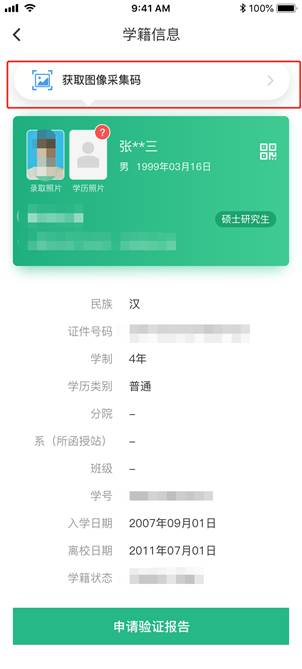 9:41 AM 100%
学籍信息
获取图像采集码
?
张**三
男 1999年03月16日
录取照片 学历照片
硕士研究生
民族 汉
证件号码
学制 4年
学历类别 普通
分院 –
系（所函授站） –
班级 –
学号
入学日期 2007年09月01日
离校日期 2011年07月01日
学籍状态
申请验证报告